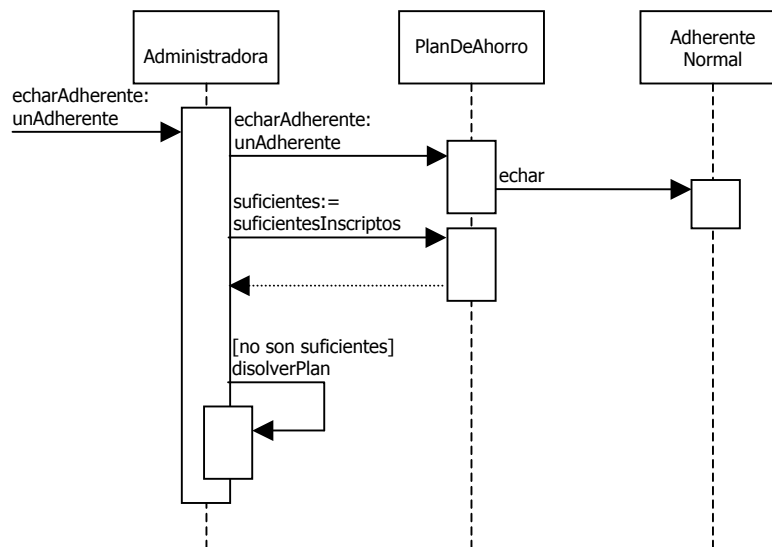 Administradora
PlanDeAhorro
Adherente
Normal
echarAdherente:
unAdherente
echarAdherente:
unAdherente
echar
suficientes:=
suficientesInscriptos
[no son suficientes]
disolverPlan